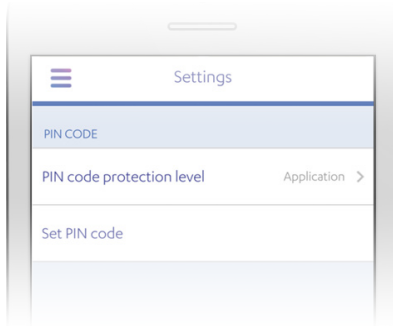 Settings
PIN CODE
PIN code protection level Application
Set PIN code